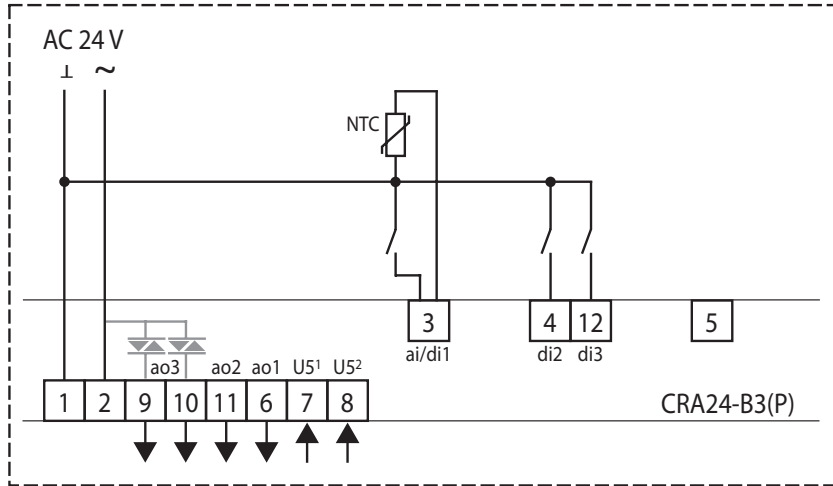 AC 24 V
⊥ ~
NTC
3 4 12 5
ai/di1 di2 di3
ao3 ao2 ao1 U5¹ U5²
1 2 9 10 11 6 7 8
CRA24-B3(P)